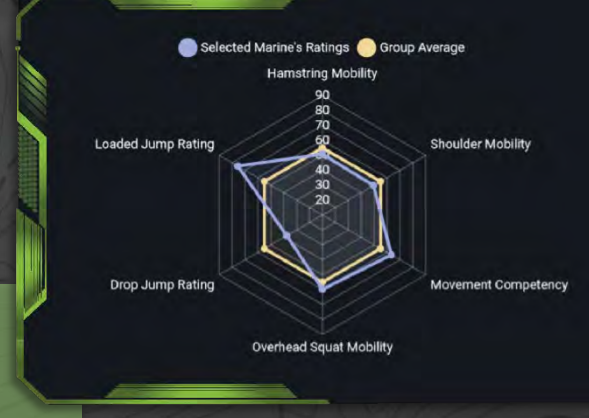 Selected Marine's Ratings Group Average
Hamstring Mobility
90
80
70
60
Loaded Jump Rating Shoulder Mobility
40
30
20
Drop Jump Rating Movement Competency
Overhead Squat Mobility